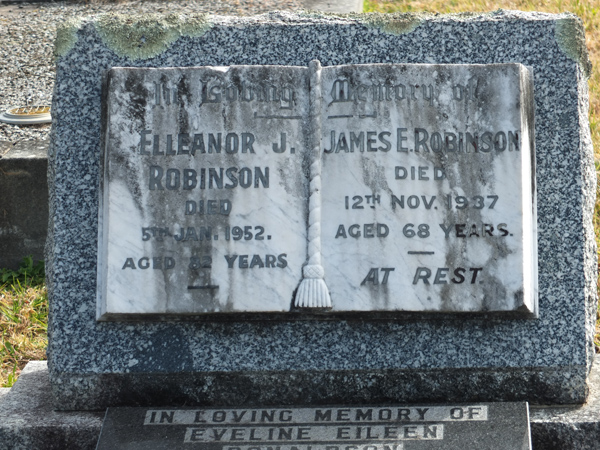 In Loving Memory of
ELLEANOR J.
ROBINSON
DIED
5TH JAN. 1952.
AGED YEARS
JAMES E. ROBINSON
DIED
12TH NOV. 1937
AGED 68 YEARS.
AT REST.
IN LOVING MEMORY OF
EVELINE EILEEN
DONALDSON